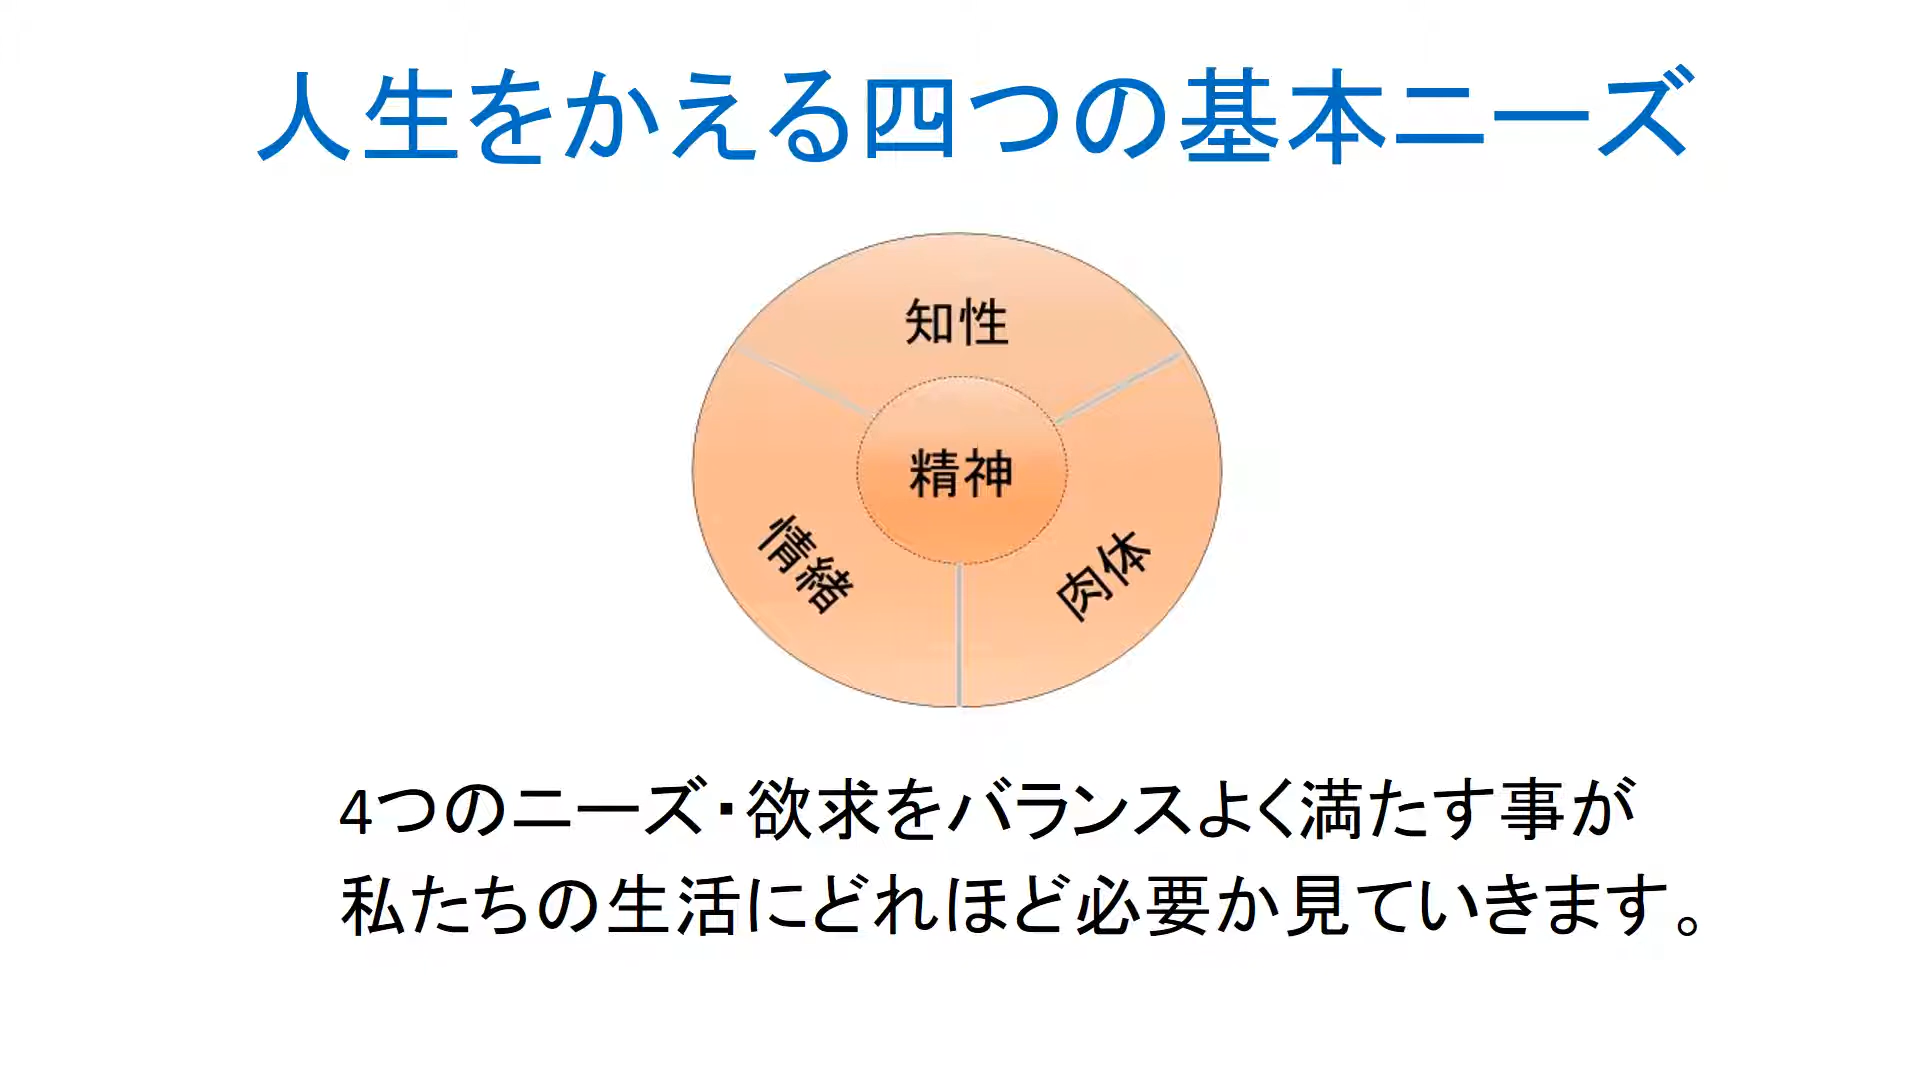 人生をかえる四つの基本ニーズ
知性
精神
情緒
肉体
4つのニーズ・欲求をバランスよく満たす事が
私たちの生活にどれほど必要か見ていきます。